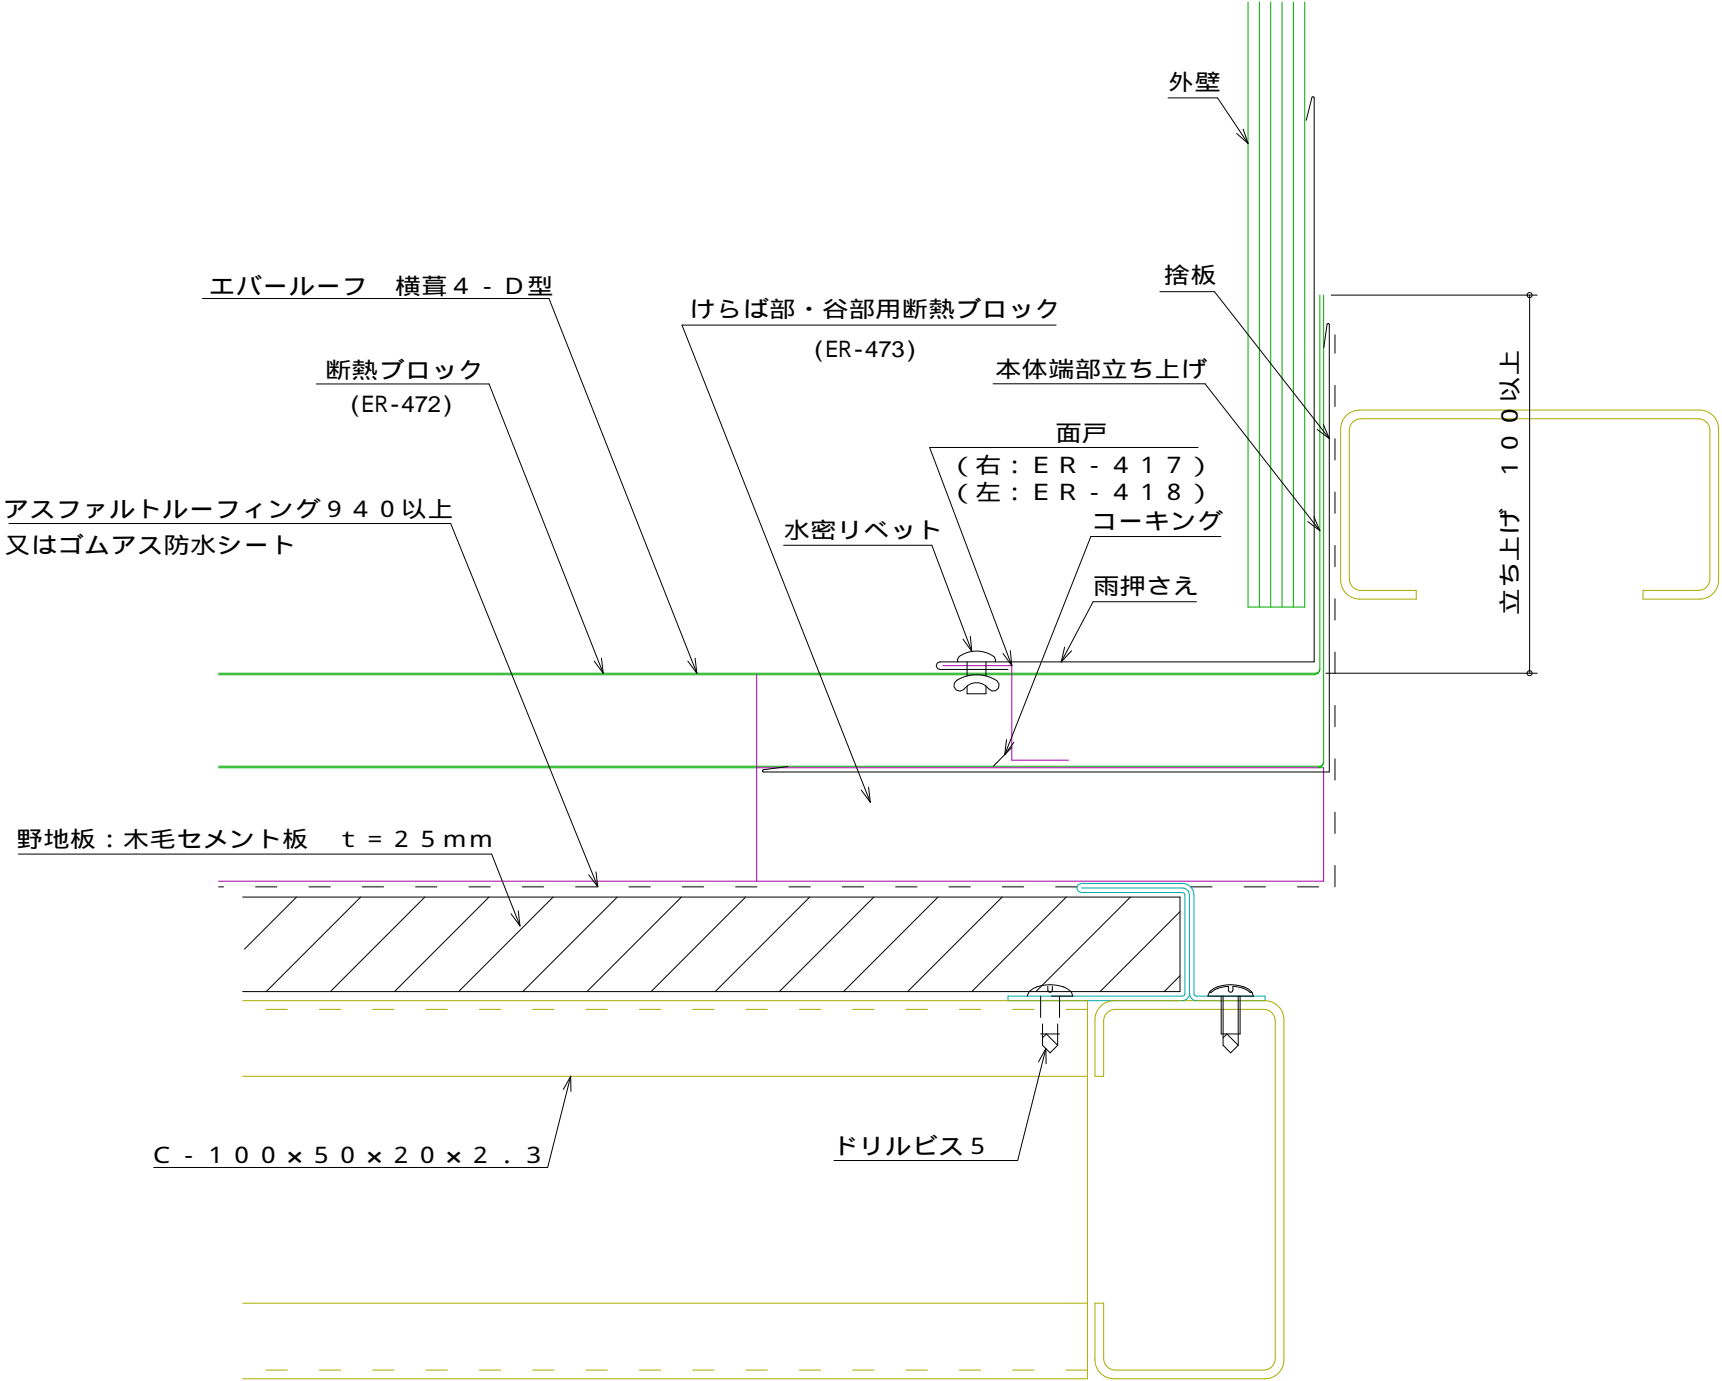 外壁
捨板
エバールーフ　横葺４-Ｄ型
けらば部・谷部用断熱ブロック
(ER-473)
断熱ブロック
(ER-472)
本体端部立ち上げ
立ち上げ　１００以上
面戸
（右：ＥＲ-４１７）
（左：ＥＲ-４１８）
アスファルトルーフィング９４０以上
又はゴムアス防水シート
水密リベット
コーキング
雨押さえ
野地板：木毛セメント板　ｔ=２５mm
Ｃ-１００×５０×２０×２.３
ドリルビス５